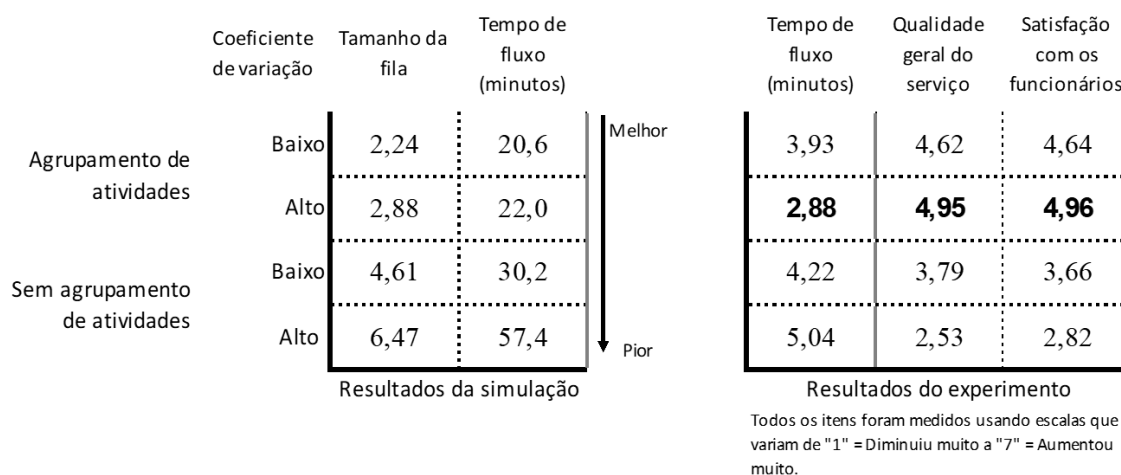 Coeficiente de variação
Tamanho da fila
Tempo de fluxo (minutos)
Tempo de fluxo (minutos)
Qualidade geral do serviço
Satisfação com os funcionários
Agrupamento de atividades
Baixo 2,24 20,6 3,93 4,62 4,64
Alto 2,88 22,0 2,88 4,95 4,96
Sem agrupamento de atividades
Baixo 4,61 30,2 4,22 3,79 3,66
Alto 6,47 57,4 5,04 2,53 2,82
Melhor
Pior
Resultados da simulação
Resultados do experimento
Todos os itens foram medidos usando escalas que
variam de "1" = Diminuiu muito a "7" = Aumentou
muito.